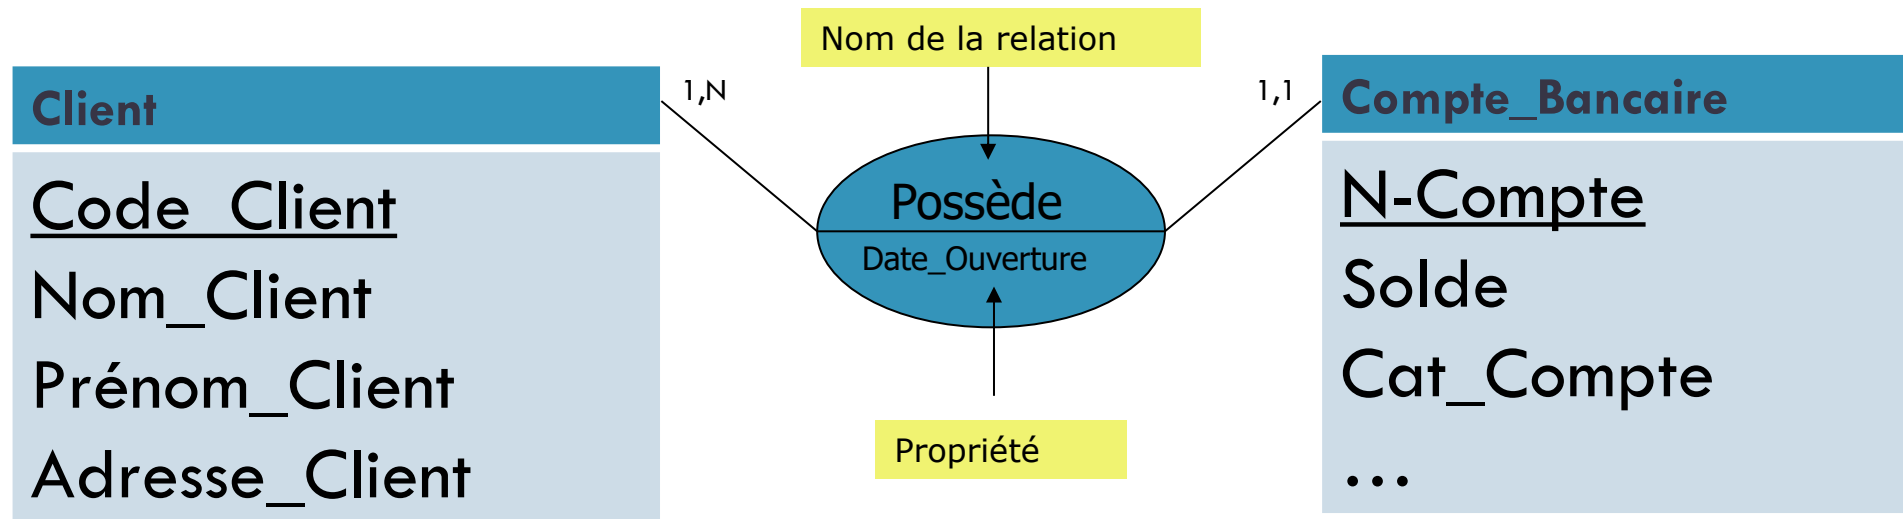 Nom de la relation
Client
1,N
1,1
Compte_Bancaire
Code_Client
Nom_Client
Prénom_Client
Adresse_Client
Possède
Date_Ouverture
Propriété
N-Compte
Solde
Cat_Compte
...